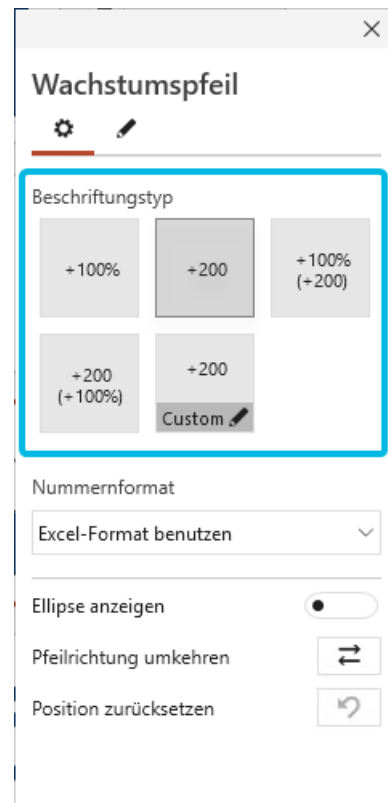 Wachstumspfeil
Beschriftungstyp
+100%
+200
+100%
(+200)
+200
(+100%)
+200
Custom
Nummernformat
Excel-Format benutzen
Ellipse anzeigen
Pfeilrichtung umkehren
Position zurücksetzen